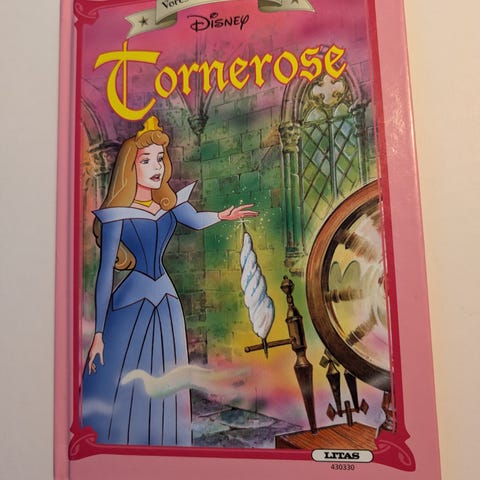 Disney
Tornerose
LITAS
430330